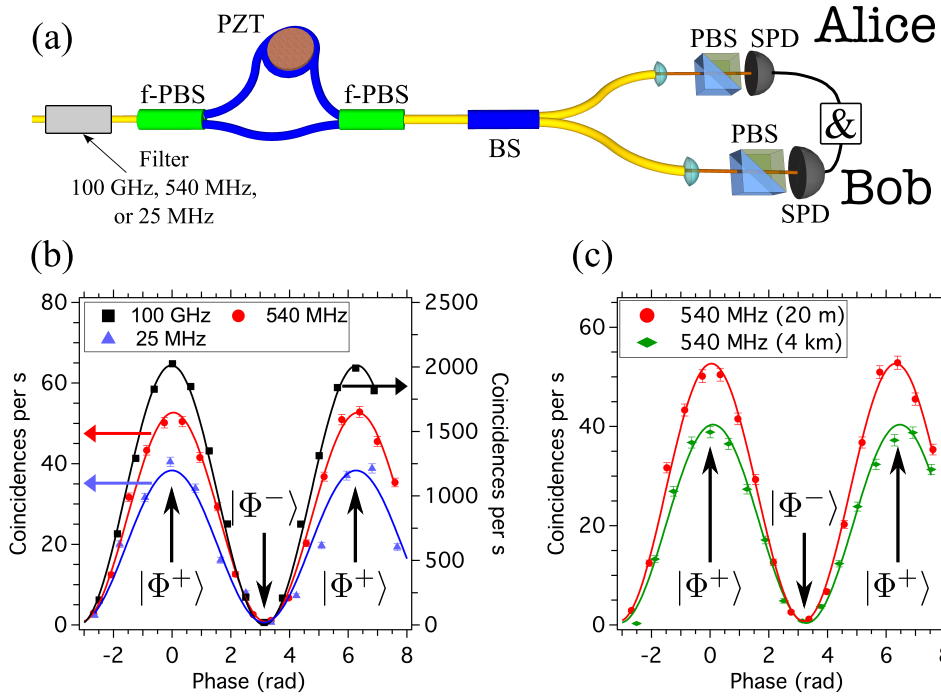 (a)
PZT
Alice
PBS SPD
f-PBS f-PBS
&
BS
PBS
Filter
100 GHz, 540 MHz,
or 25 MHz
Bob
SPD
(b)
(c)
80
60
40
20
0
Coincidences per s
100 GHz 540 MHz
25 MHz
2500
2000
1500
1000
500
0
Coincidences per s
|Φ⁻⟩
|Φ⁺⟩ |Φ⁺⟩
-2 0 2 4 6 8
Phase (rad)
60
40
20
0
Coincidences per s
540 MHz (20 m)
540 MHz (4 km)
|Φ⁻⟩
|Φ⁺⟩ |Φ⁺⟩
-2 0 2 4 6 8
Phase (rad)